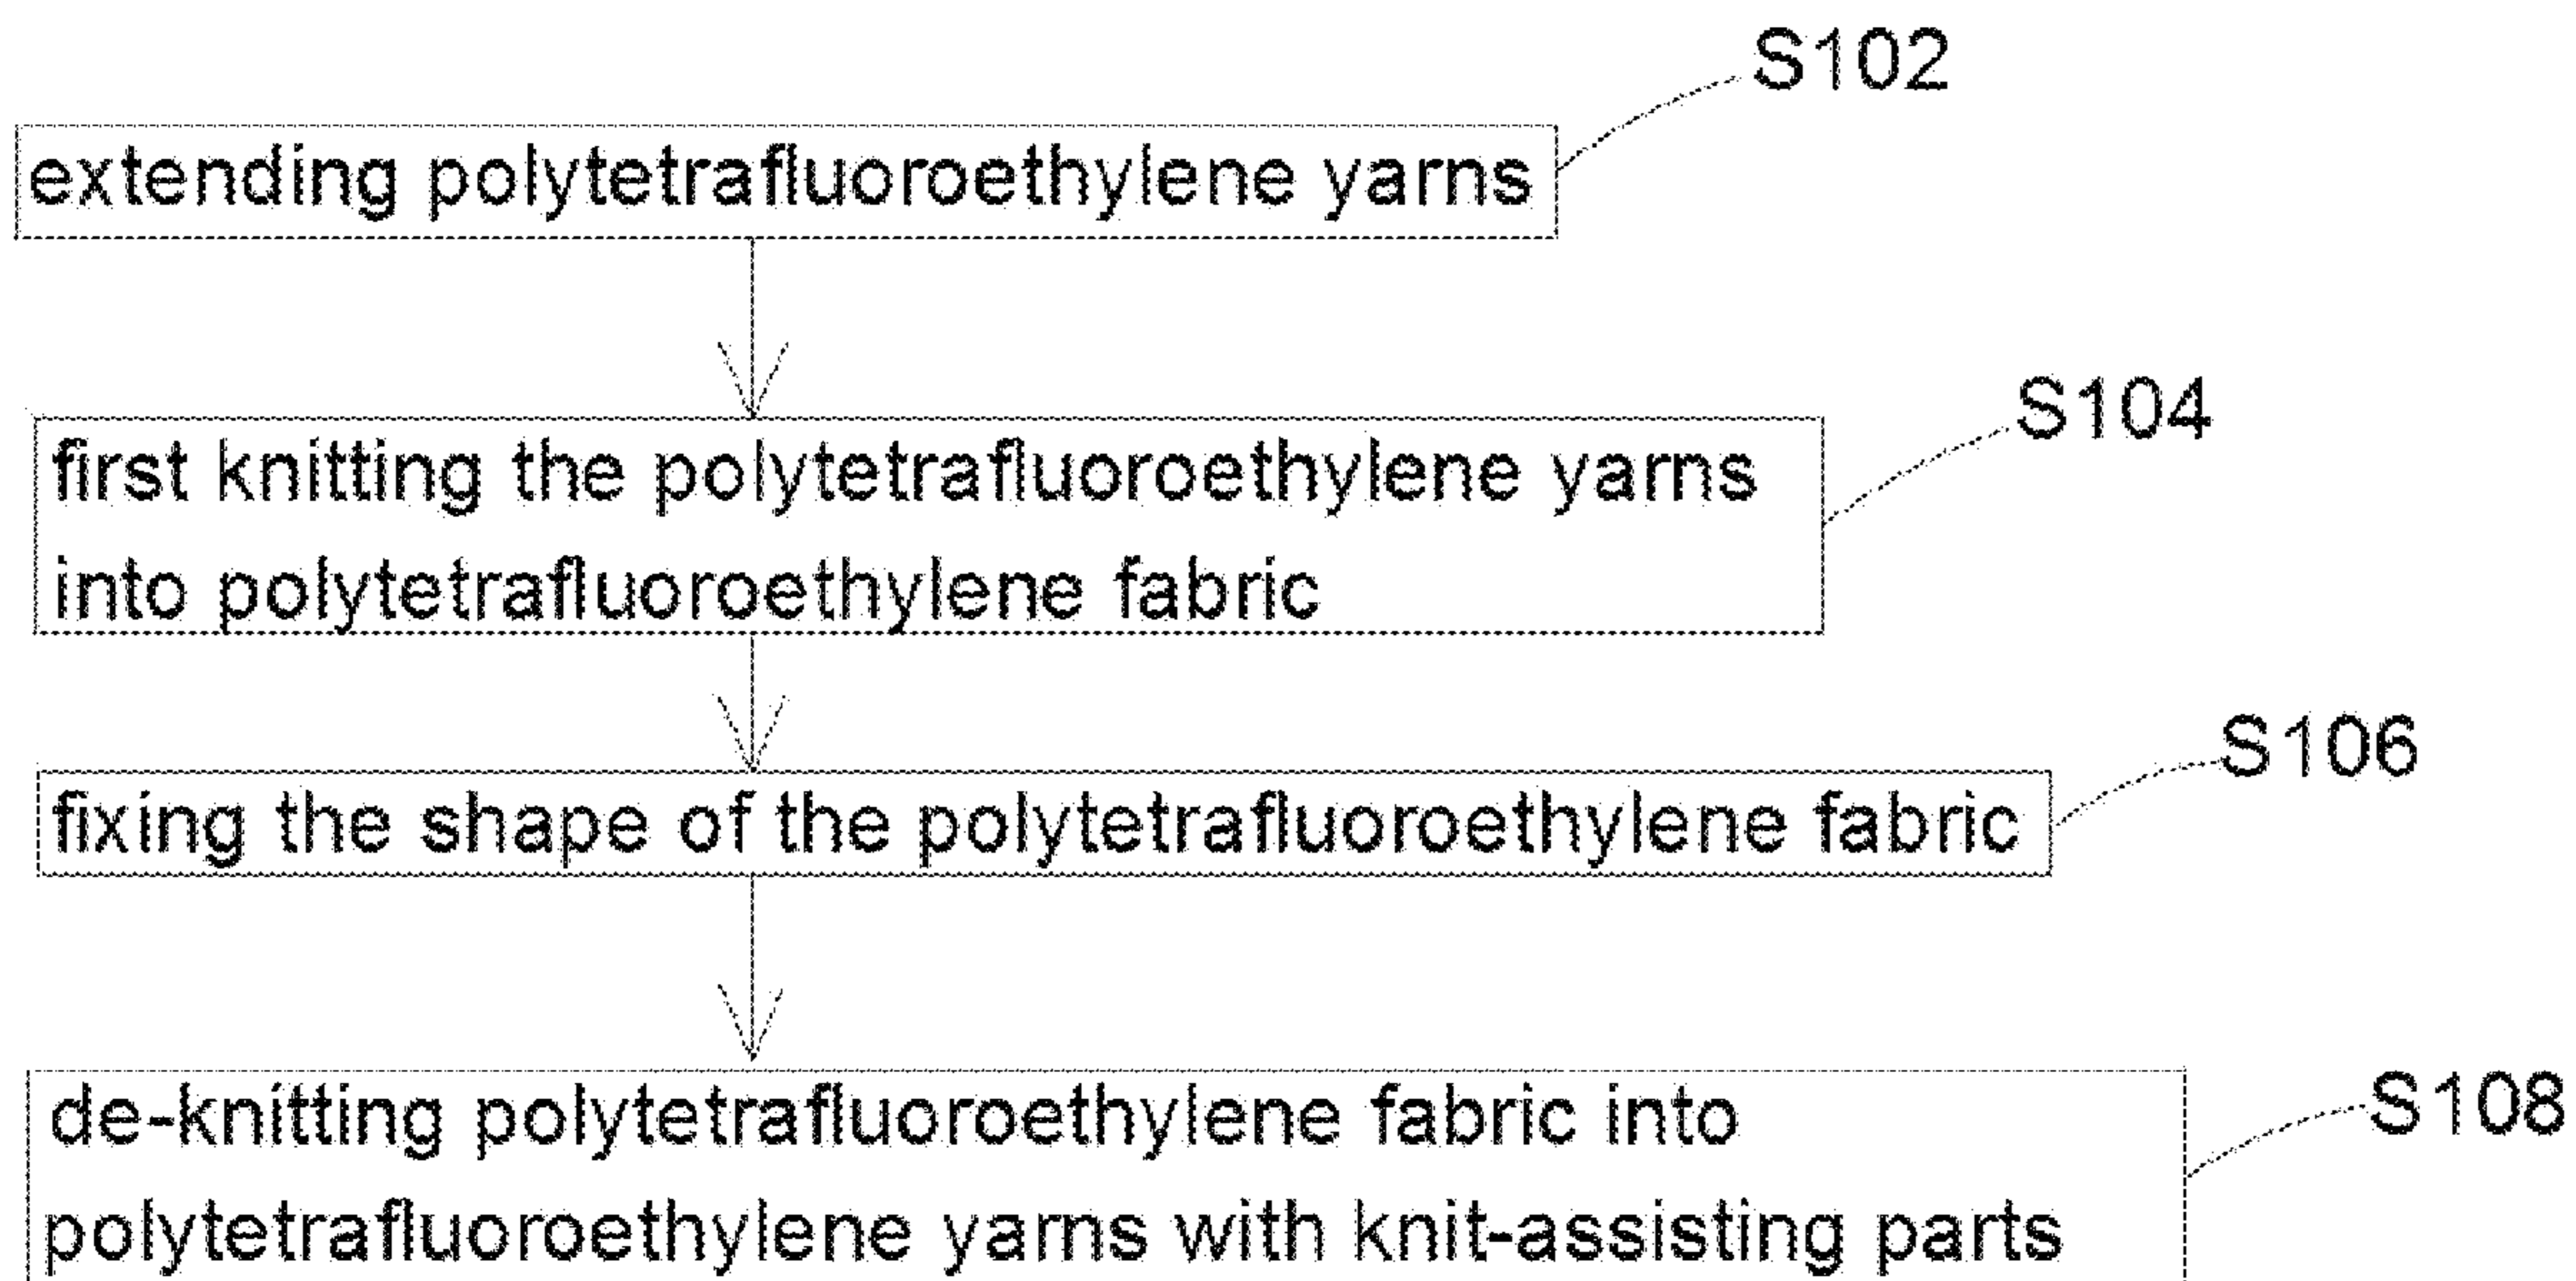 S102
extending polytetrafluoroethylene yarns
S104
first knitting the polytetrafluoroethylene yarns
into polytetrafluoroethylene fabric
S106
fixing the shape of the polytetrafluoroethylene fabric
S108
de-knitting polytetrafluoroethylene fabric into
polytetrafluoroethylene yarns with knit-assisting parts